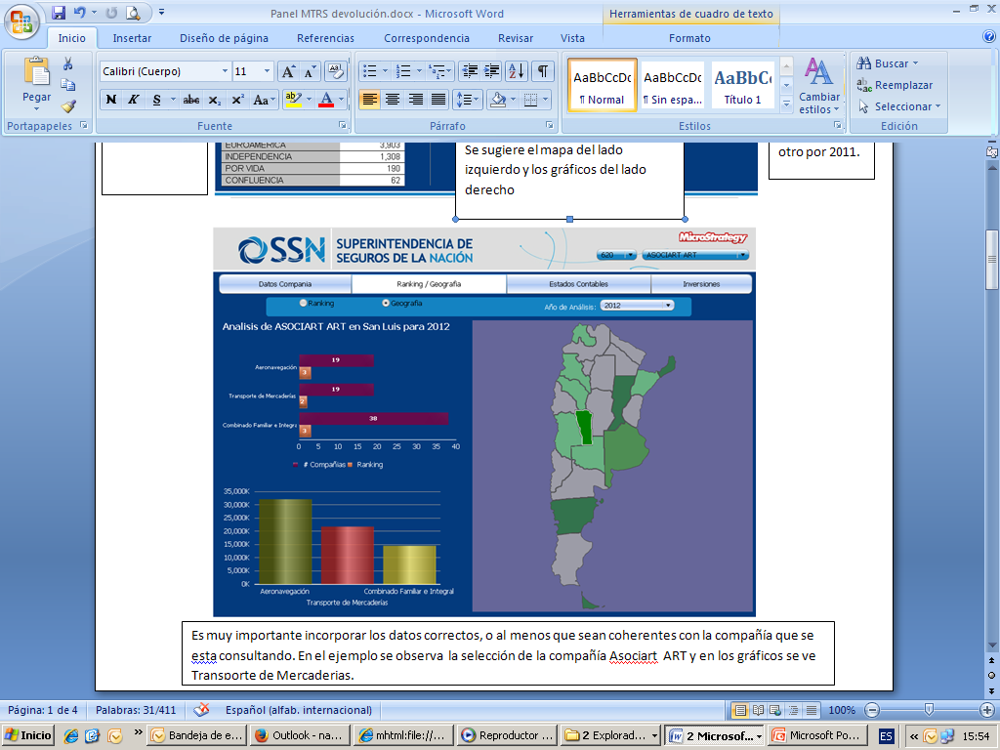 Panel MTRS devolución.docx - Microsoft Word
Herramientas de cuadro de texto
Inicio
Insertar
Diseño de página
Referencias
Correspondencia
Revisar
Vista
Formato
Pegar
Portapapeles
Calibri (Cuerpo)
11
N K S abc x₂ x² Aa
Fuente
Párrafo
AaBbCcDc
¶ Normal
AaBbCcDc
¶ Sin espa...
AaBbC
Título 1
Cambiar
estilos
Estilos
Buscar
Reemplazar
Seleccionar
Edición
EUROAMERICA 3,903
INDEPENDENCIA 1,308
POR VIDA 190
CONFLUENCIA 62
Se sugiere el mapa del lado
izquierdo y los gráficos del lado
derecho
otro por 2011.
SSN
SUPERINTENDENCIA DE
SEGUROS DE LA NACIÓN
MicroStrategy
620
ASOCIART ART
Datos Compania
Ranking / Geografia
Estados Contables
Inversiones
Ranking
Geografia
Año de Análisis:
2012
Analisis de ASOCIART ART en San Luis para 2012
Aeronavegación
19
3
Transporte de Mercaderías
19
2
Combinado Familiar e Integra
38
3
0 5 10 15 20 25 30 35 40
# Compañias
Ranking
35,000K
30,000K
25,000K
20,000K
15,000K
10,000K
5,000K
0K
Aeronavegación
Combinado Familiar e Integral
Transporte de Mercaderías
Es muy importante incorporar los datos correctos, o al menos que sean coherentes con la compañía que se
esta consultando. En el ejemplo se observa la selección de la compañía Asociart ART y en los gráficos se ve
Transporte de Mercaderias.
Página: 1 de 4
Palabras: 31/411
Español (alfab. internacional)
100%
Inicio
»
Bandeja de e...
Outlook - na...
mhtml:file://...
Reproductor ...
2 Explorad...
2 Microsof...
Microsoft Po...
ES
«
15:54